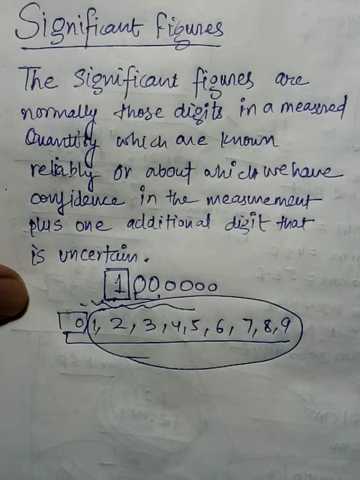 Significant figures
The Significant figures are
normally those digits in a measured
Quantity which are known
reliably or about which we have
confidence in the measurement
plus one additional digit that
is uncertain.
100,00000
0 1, 2, 3, 4, 5, 6, 7, 8, 9